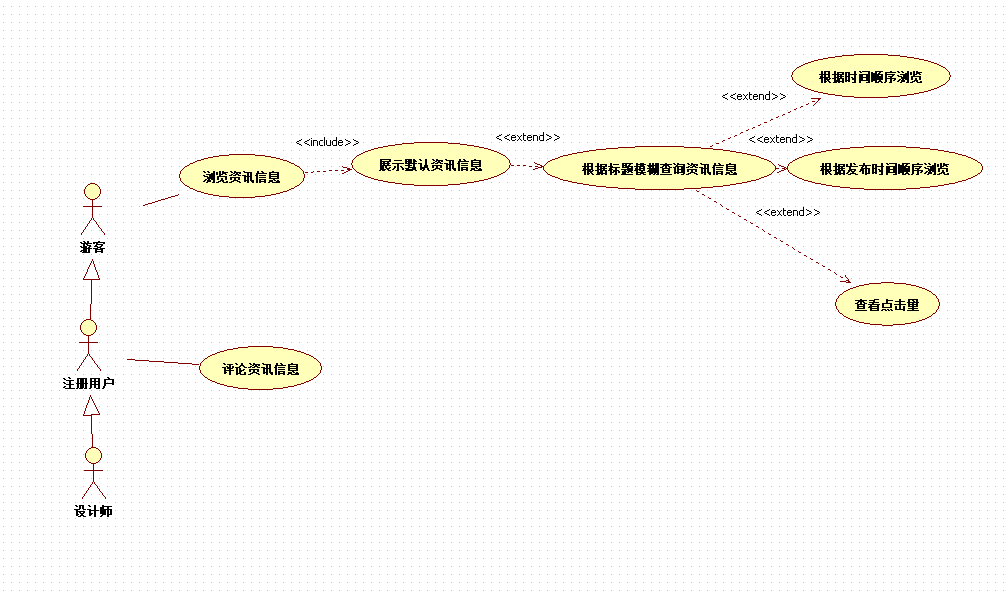 根据时间顺序浏览
<<extend>>
<<include>>
<<extend>>
<<extend>>
浏览资讯信息
展示默认资讯信息
根据标题模糊查询资讯信息
根据发布时间顺序浏览
<<extend>>
游客
查看点击量
评论资讯信息
注册用户
设计师